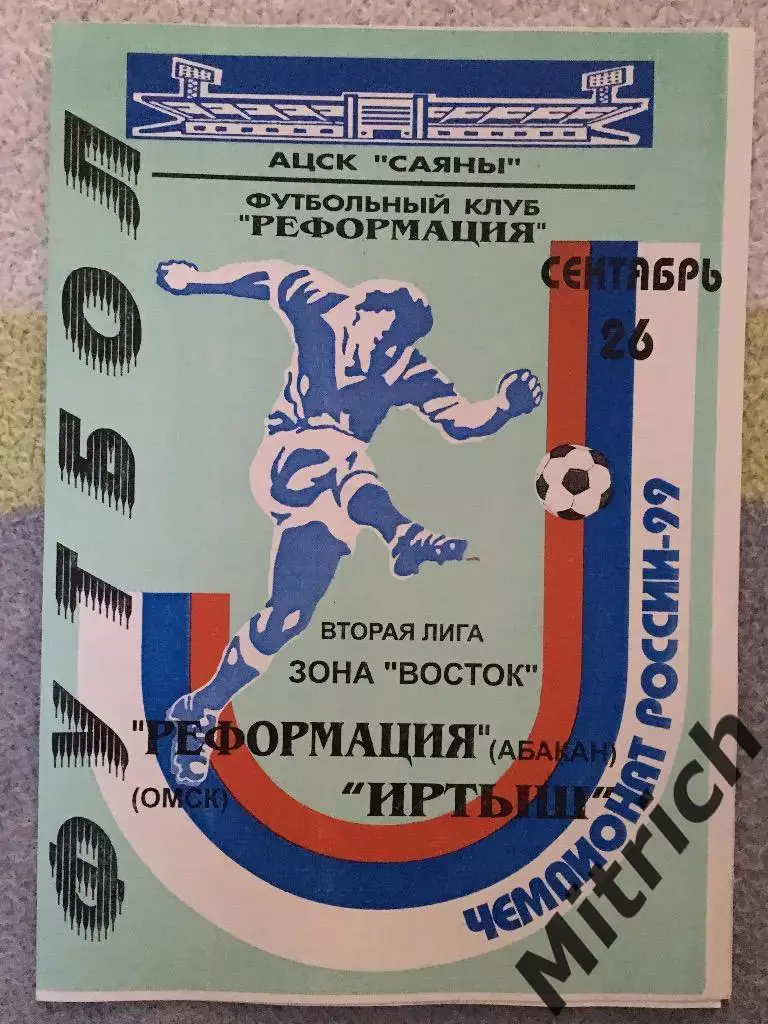 ФУТБОЛ
АЦСК "САЯНЫ"
ФУТБОЛЬНЫЙ КЛУБ
"РЕФОРМАЦИЯ"
СЕНТАБРЬ
26
ВТОРАЯ ЛИГА
ЗОНА "ВОСТОК"
"РЕФОРМАЦИЯ" (АБАКАН)
(ОМСК) "ИРТЫШ"
ЧЕМПИОНАТ РОССИИ-99
Mitrich